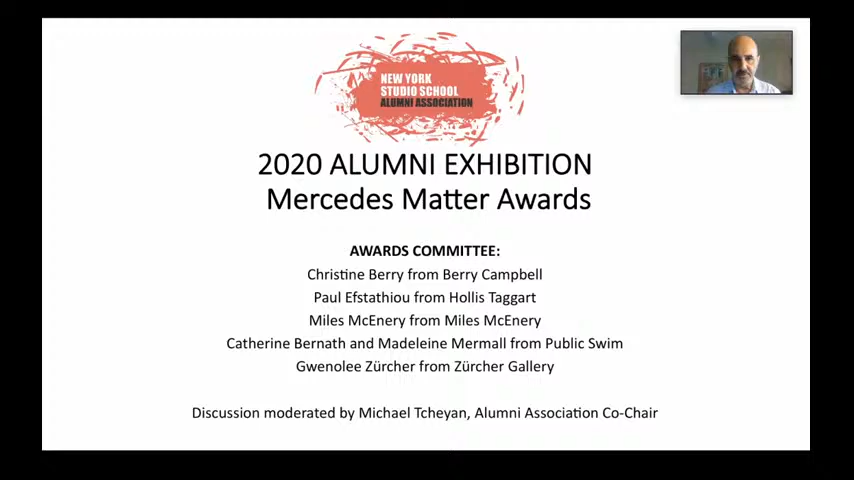 NEW YORK
STUDIO SCHOOL
ALUMNI ASSOCIATION
2020 ALUMNI EXHIBITION
Mercedes Matter Awards
AWARDS COMMITTEE:
Christine Berry from Berry Campbell
Paul Efstathiou from Hollis Taggart
Miles McEnery from Miles McEnery
Catherine Bernath and Madeleine Mermall from Public Swim
Gwenolee Zürcher from Zürcher Gallery
Discussion moderated by Michael Tcheyan, Alumni Association Co-Chair